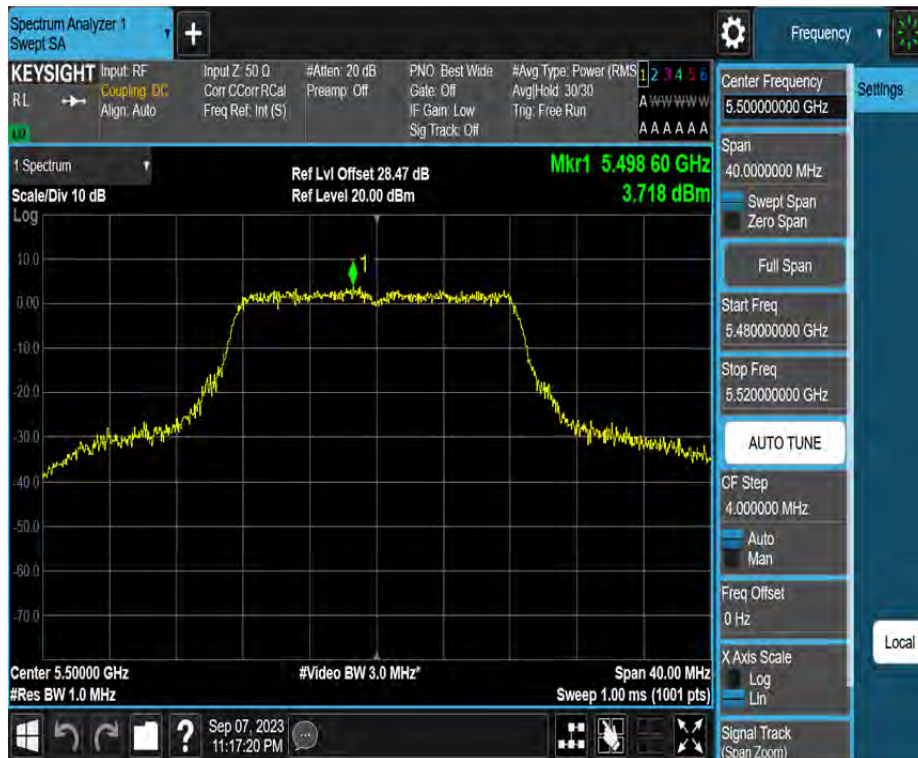 Spectrum Analyzer 1
Swept SA
+
Frequency
KEYSIGHT
RL
LXI
Input: RF
Coupling: DC
Align: Auto
Input Z: 50 Ω
Corr CCorr RCal
Freq Ref: Int (S)
#Atten: 20 dB
Preamp: Off
PNO: Best Wide
Gate: Off
IF Gain: Low
Sig Track: Off
#Avg Type: Power (RMS
Avg|Hold: 30/30
Trig: Free Run
1 2 3 4 5 6
A W W W W W
A A A A A A
1 Spectrum
Scale/Div 10 dB
Ref Lvl Offset 28.47 dB
Ref Level 20.00 dBm
Mkr1 5.498 60 GHz
3.718 dBm
Log
1
10.0
0.00
-10.0
-20.0
-30.0
-40.0
-50.0
-60.0
-70.0
Center 5.50000 GHz
#Video BW 3.0 MHz*
Span 40.00 MHz
#Res BW 1.0 MHz
Sweep 1.00 ms (1001 pts)
?
Sep 07, 2023
11:17:20 PM
Center Frequency
5.500000000 GHz
Span
40.0000000 MHz
Swept Span
Zero Span
Full Span
Start Freq
5.480000000 GHz
Stop Freq
5.520000000 GHz
AUTO TUNE
CF Step
4.000000 MHz
Auto
Man
Freq Offset
0 Hz
X Axis Scale
Log
Lin
Signal Track
(Span Zoom)
Settings
Local